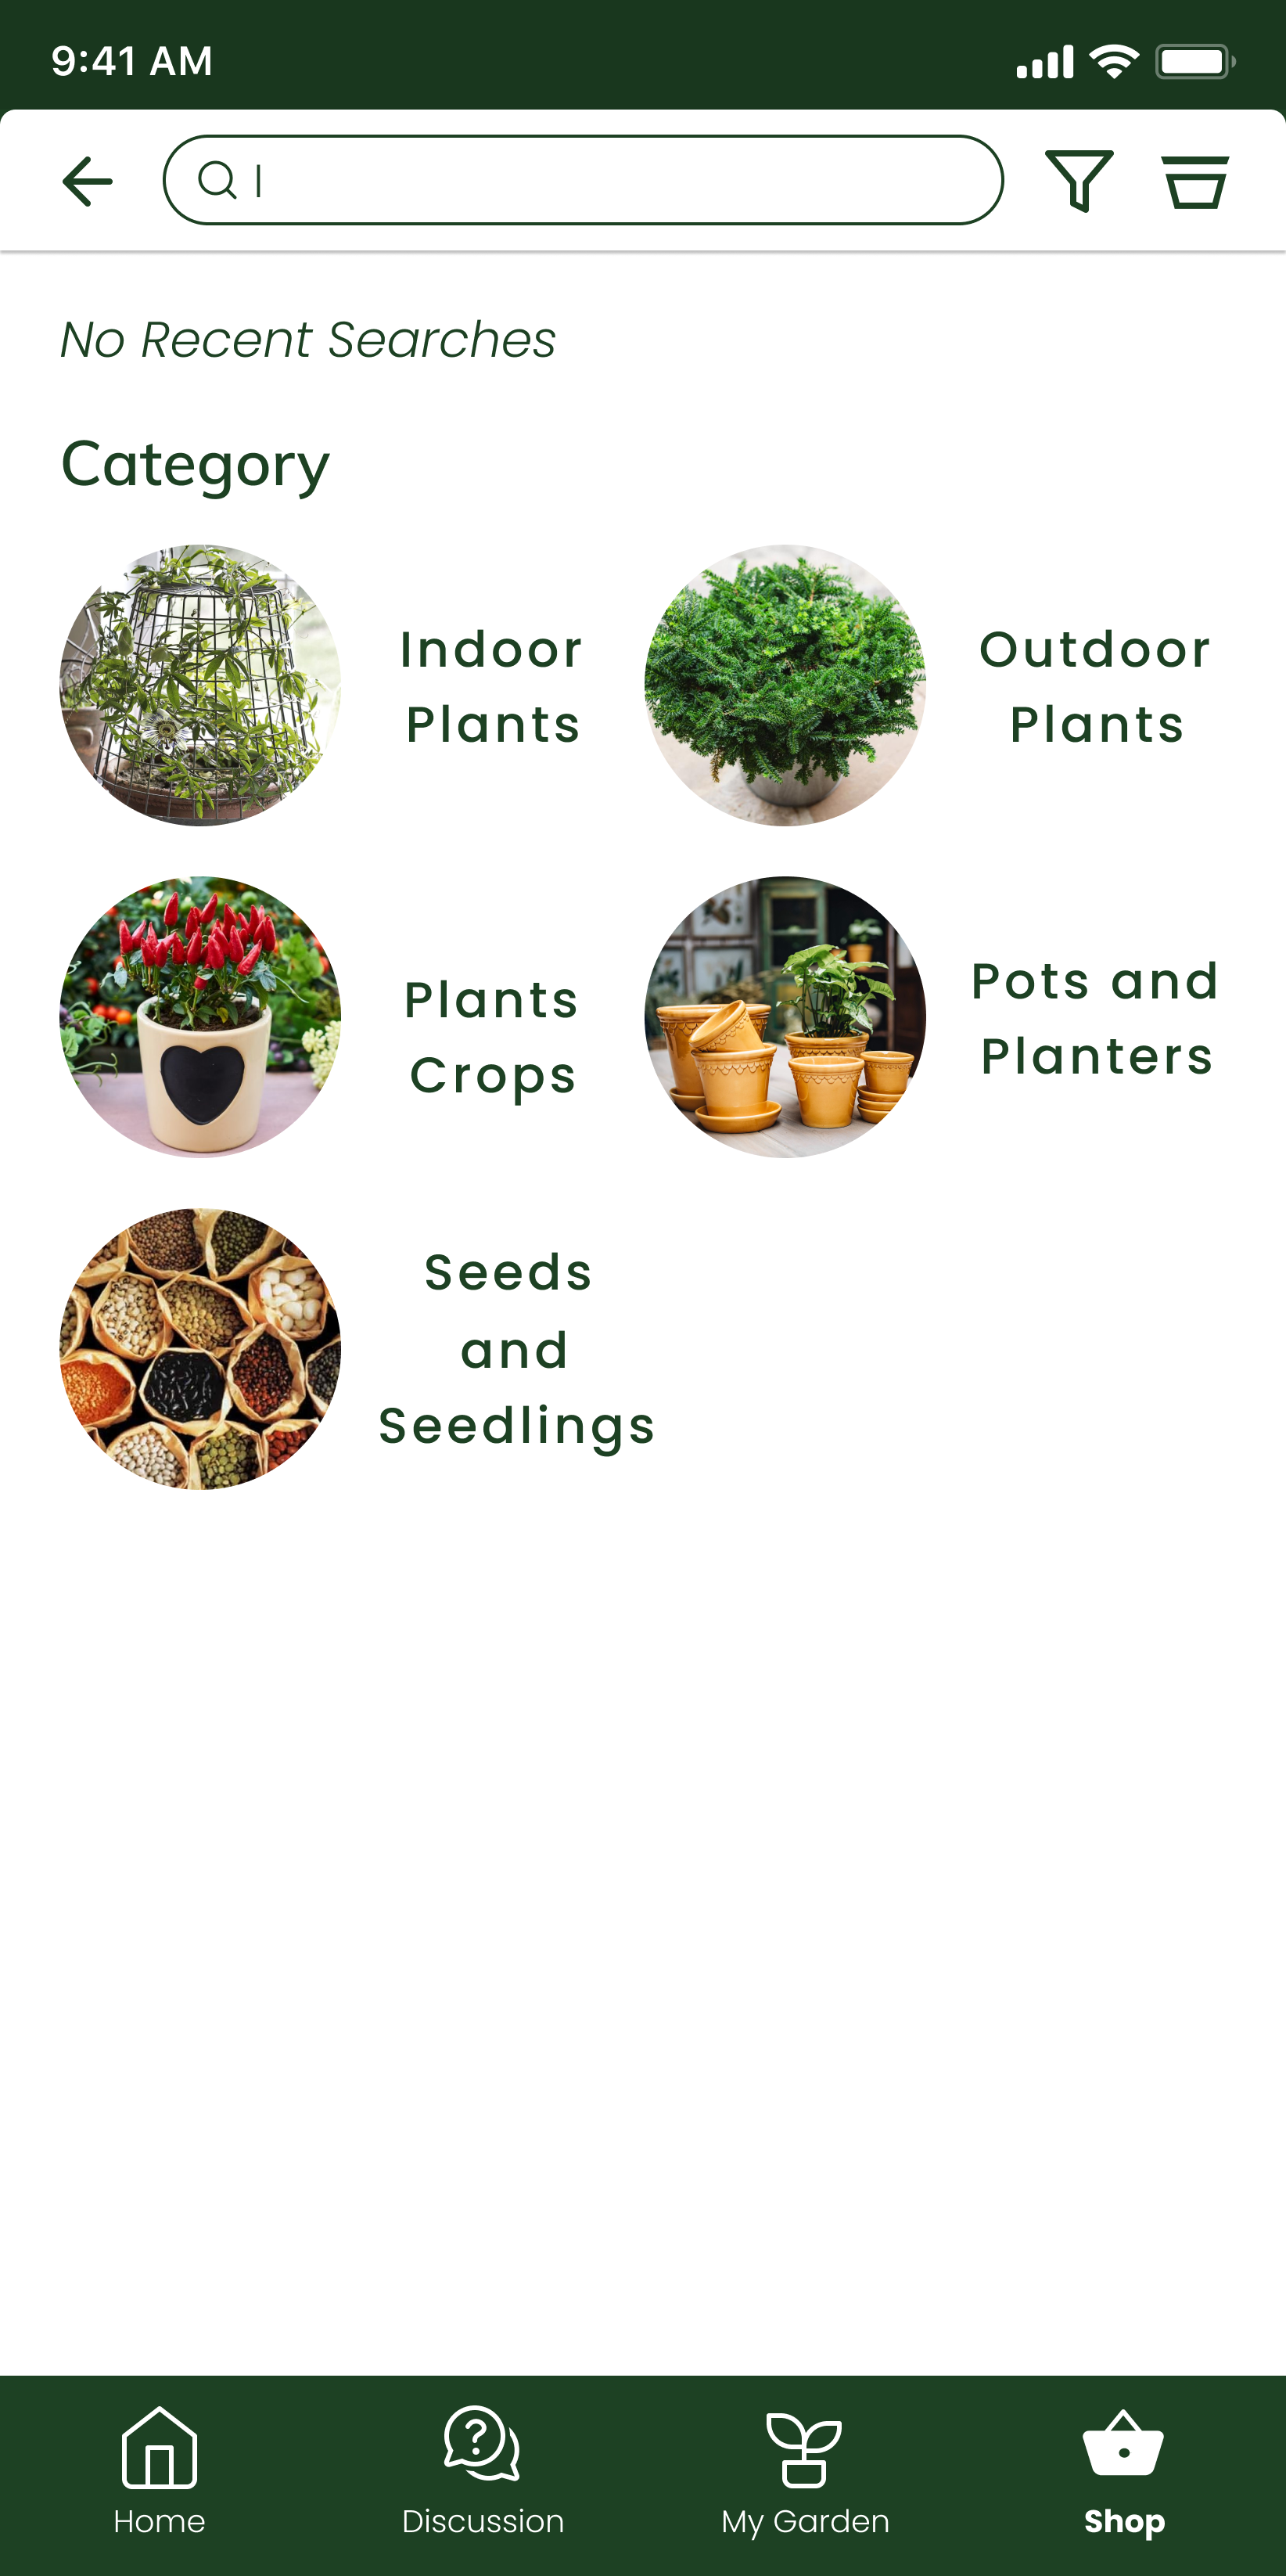 9:41 AM
No Recent Searches
Category
Indoor
Plants
Outdoor
Plants
Plants
Crops
Pots and
Planters
Seeds
and
Seedlings
Home
Discussion
My Garden
Shop